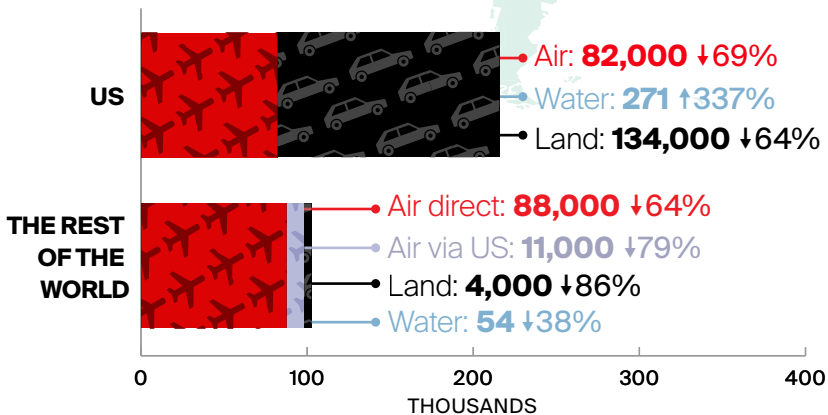 US
Air: 82,000 ↓69%
Water: 271 ↑337%
Land: 134,000 ↓64%
THE REST
OF THE
WORLD
Air direct: 88,000 ↓64%
Air via US: 11,000 ↓79%
Land: 4,000 ↓86%
Water: 54 ↓38%
0 100 200 300 400
THOUSANDS